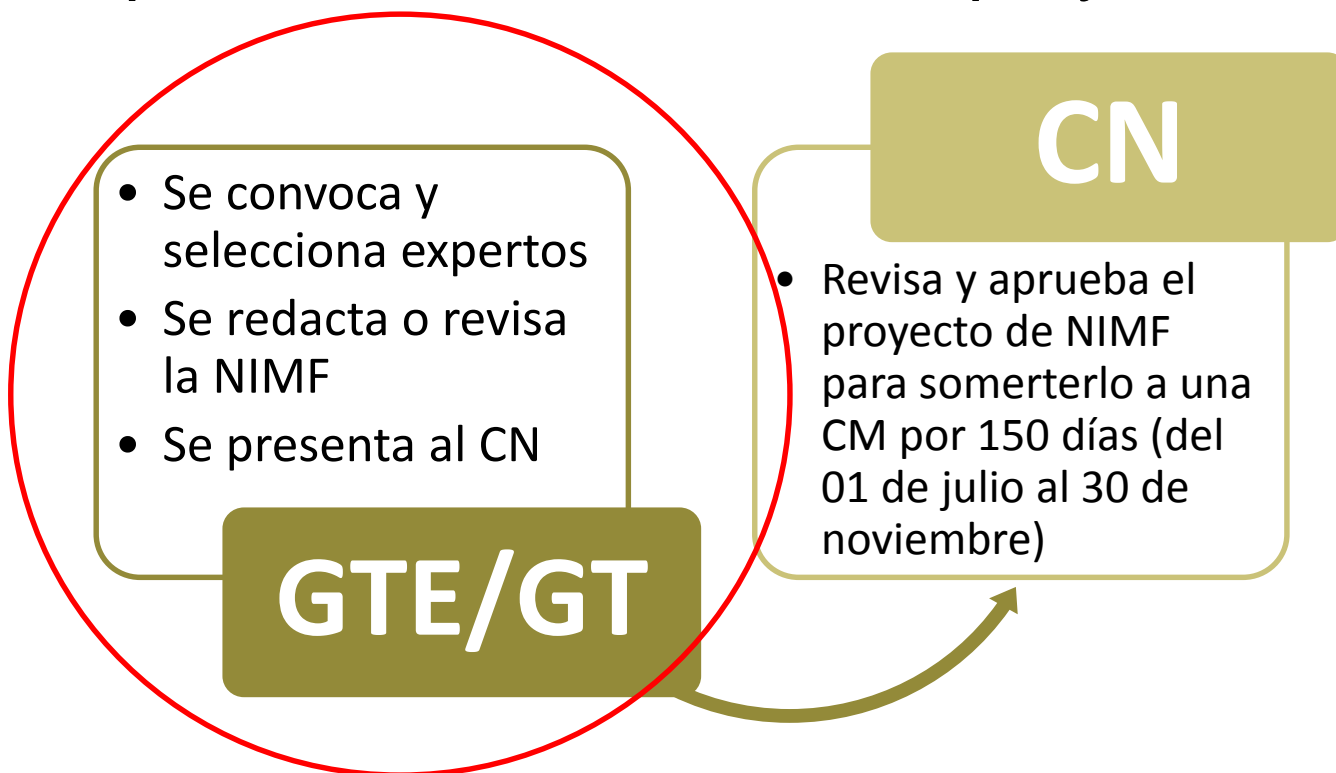 • Se convoca y
selecciona expertos
• Se redacta o revisa
la NIMF
• Se presenta al CN
GTE/GT
CN
• Revisa y aprueba el
proyecto de NIMF
para somerterlo a una
CM por 150 días (del
01 de julio al 30 de
noviembre)